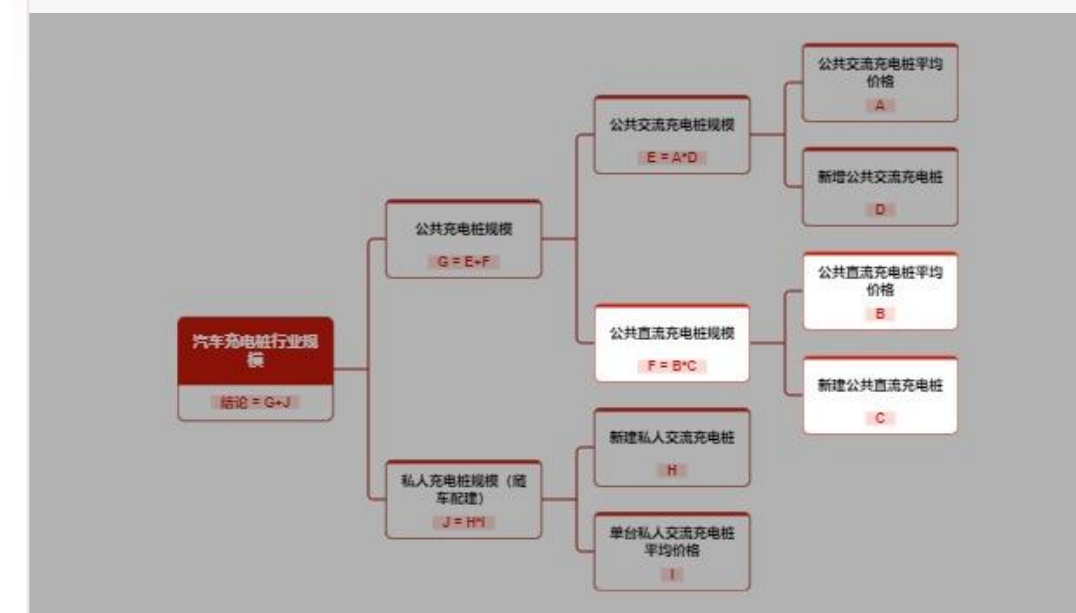 公共交流充电桩平均
价格
A
公共交流充电桩规模
E = A*D
新增公共交流充电桩
D
公共充电桩规模
G = E+F
公共直流充电桩平均
价格
B
汽车充电桩行业规
模
结论 = G+J
公共直流充电桩规模
F = B*C
新建公共直流充电桩
C
新建私人交流充电桩
H
私人充电桩规模（随
车配建）
J = H*I
单台私人交流充电桩
平均价格
I